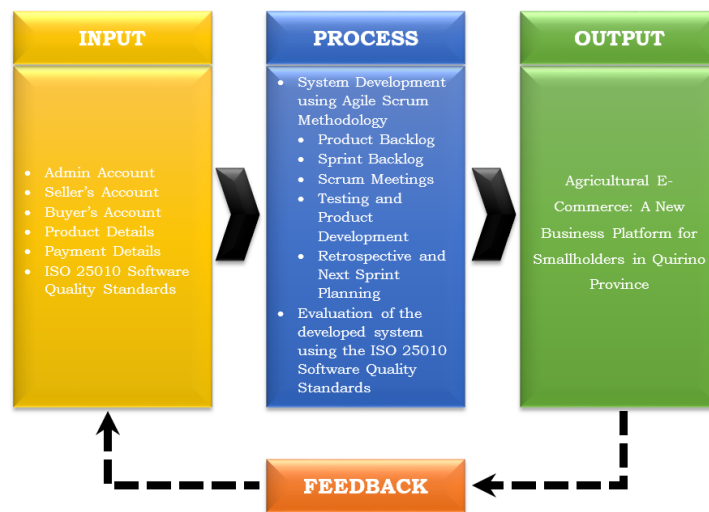 INPUT
• Admin Account
• Seller's Account
• Buyer's Account
• Product Details
• Payment Details
• ISO 25010 Software
Quality Standards
PROCESS
• System Development
using Agile Scrum
Methodology
• Product Backlog
• Sprint Backlog
• Scrum Meetings
• Testing and
Product
Development
• Retrospective and
Next Sprint
Planning
• Evaluation of the
developed system
using the ISO 25010
Software Quality
Standards
OUTPUT
Agricultural E-
Commerce: A New
Business Platform for
Smallholders in Quirino
Province
FEEDBACK